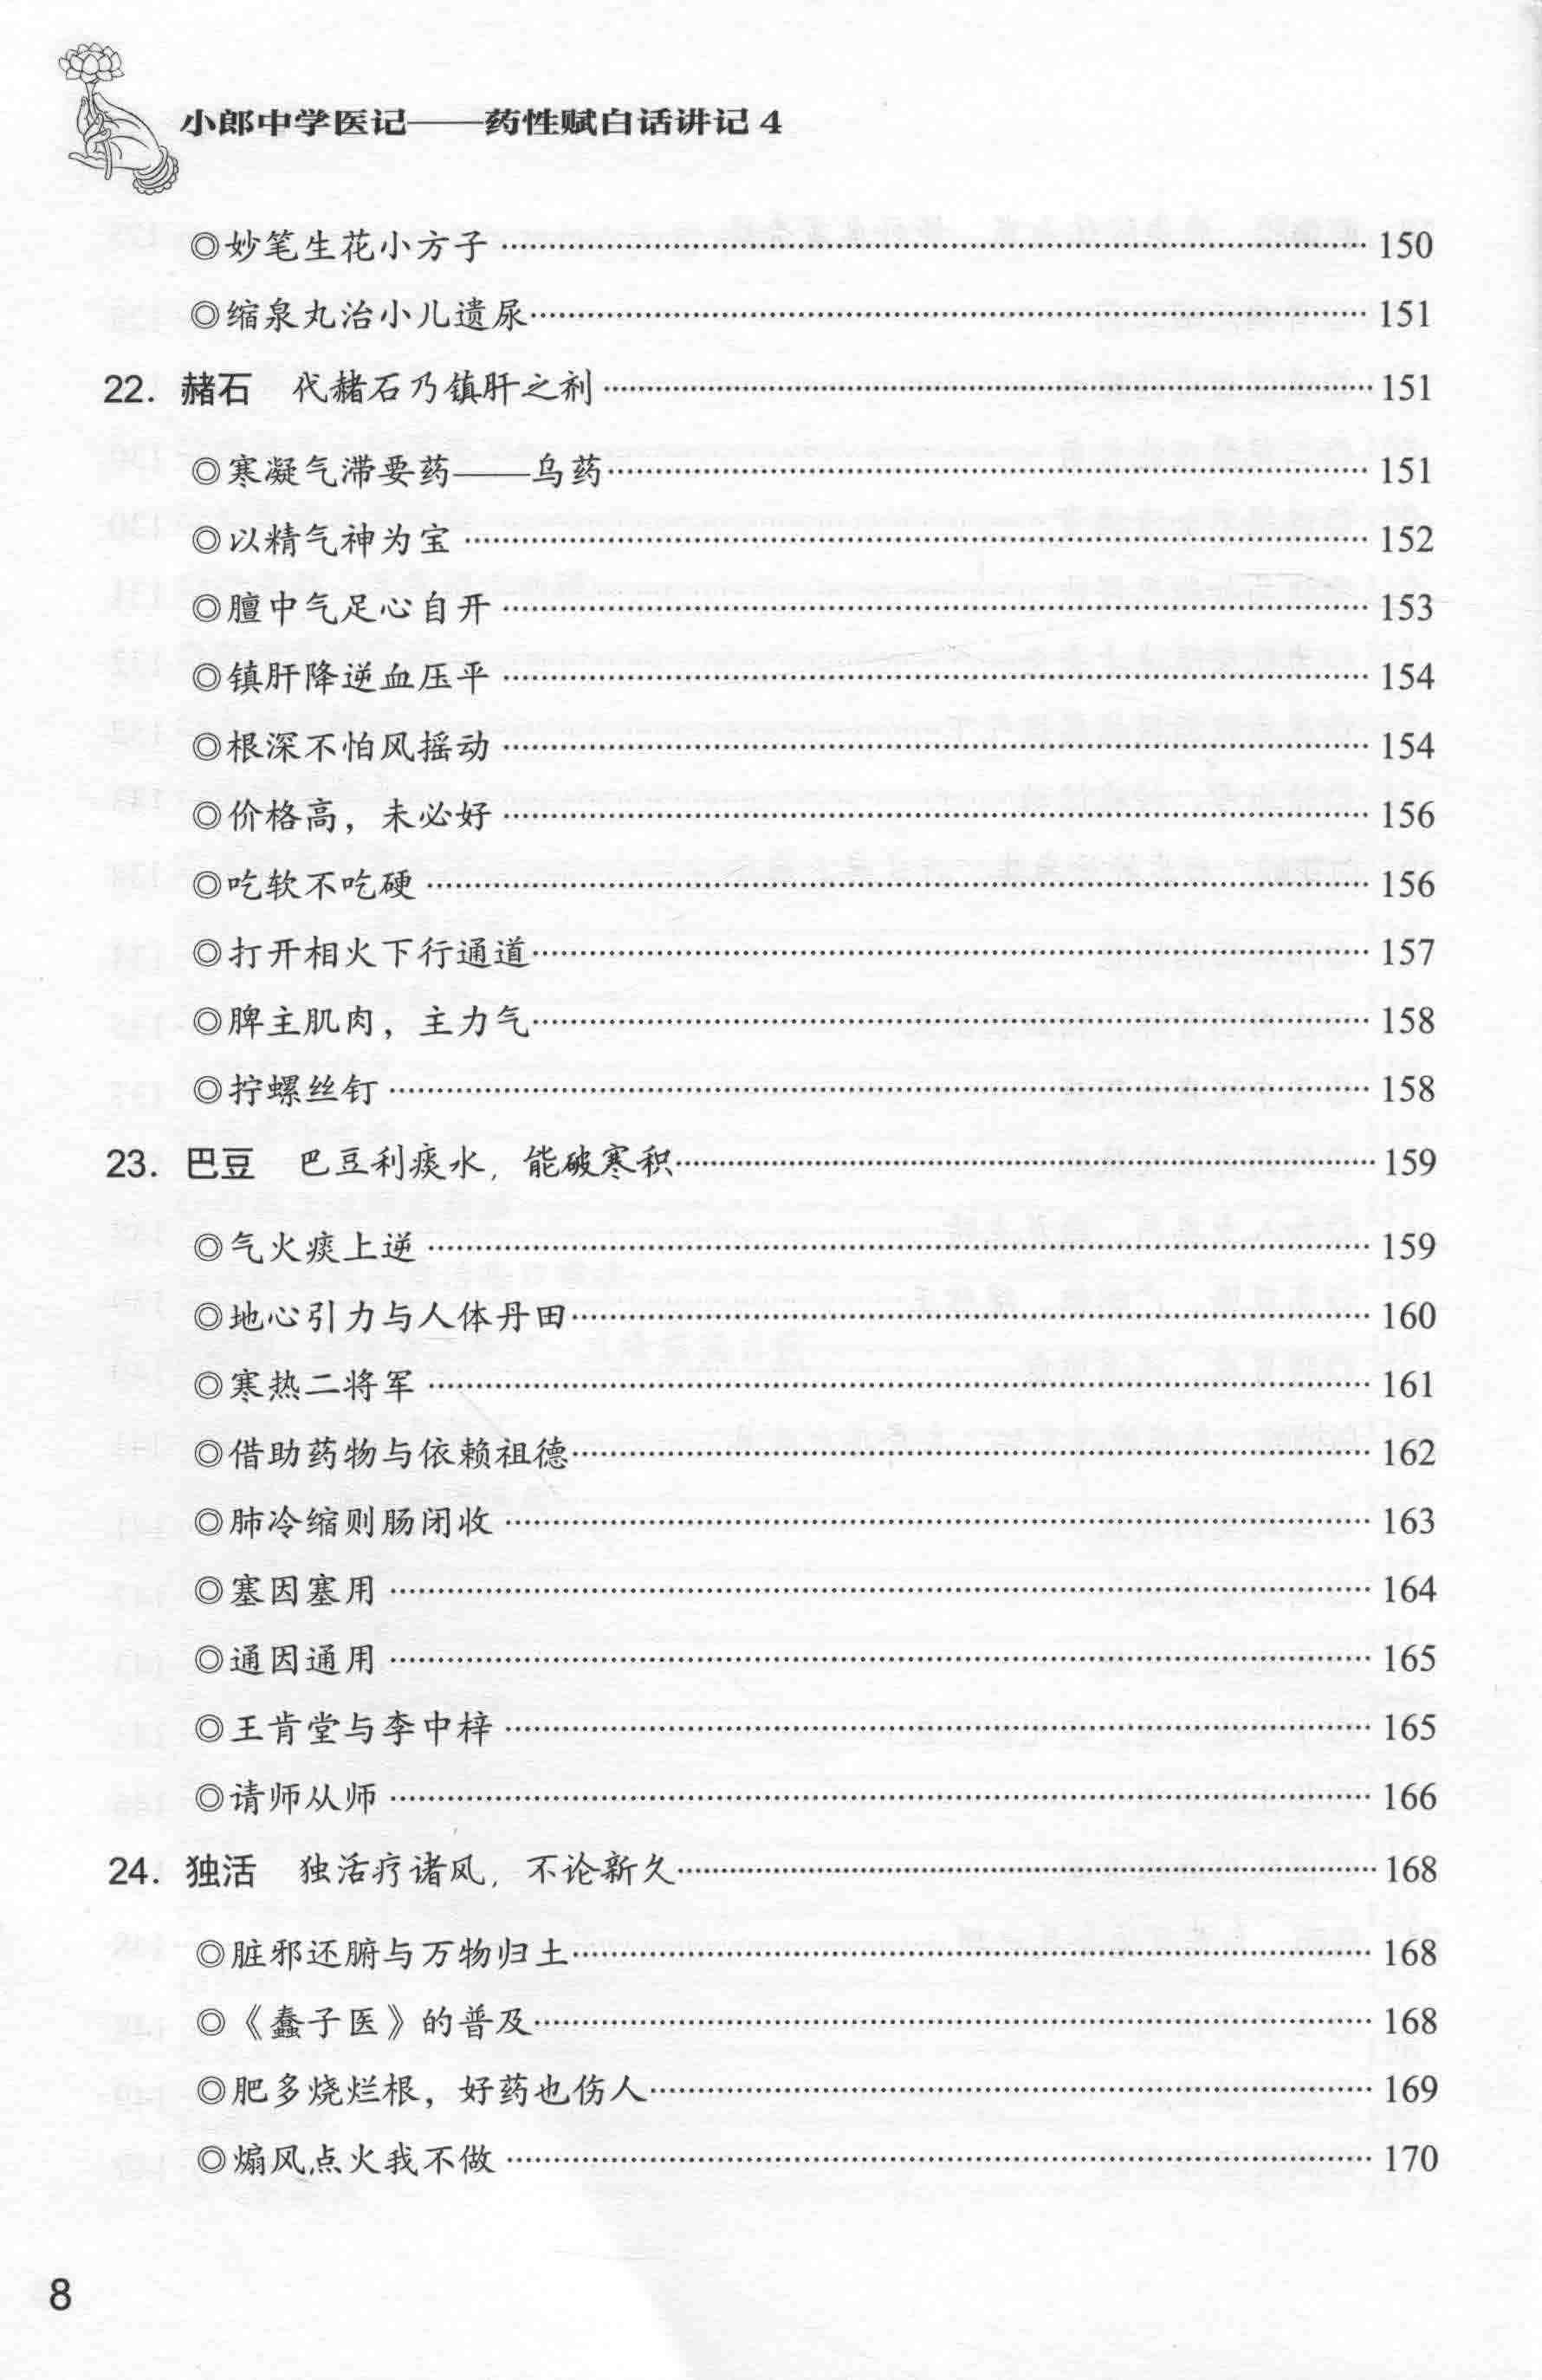 小郎中学医记——药性赋白话讲记 4
◎妙笔生花小方子 …… 150
◎缩泉丸治小儿遗尿 …… 151
22. 赭石 代赭石乃镇肝之剂 …… 151
◎寒凝气滞要药——乌药 …… 151
◎以精气神为宝 …… 152
◎膻中气足心自开 …… 153
◎镇肝降逆血压平 …… 154
◎根深不怕风摇动 …… 154
◎价格高，未必好 …… 156
◎吃软不吃硬 …… 156
◎打开相火下行通道 …… 157
◎脾主肌肉，主力气 …… 158
◎拧螺丝钉 …… 158
23. 巴豆 巴豆利痰水，能破寒积 …… 159
◎气火痰上逆 …… 159
◎地心引力与人体丹田 …… 160
◎寒热二将军 …… 161
◎借助药物与依赖祖德 …… 162
◎肺冷缩则肠闭收 …… 163
◎塞因塞用 …… 164
◎通因通用 …… 165
◎王肯堂与李中梓 …… 165
◎请师从师 …… 166
24. 独活 独活疗诸风，不论新久 …… 168
◎脏邪还腑与万物归土 …… 168
◎《蠢子医》的普及 …… 168
◎肥多烧烂根，好药也伤人 …… 169
◎煽风点火我不做 …… 170
8